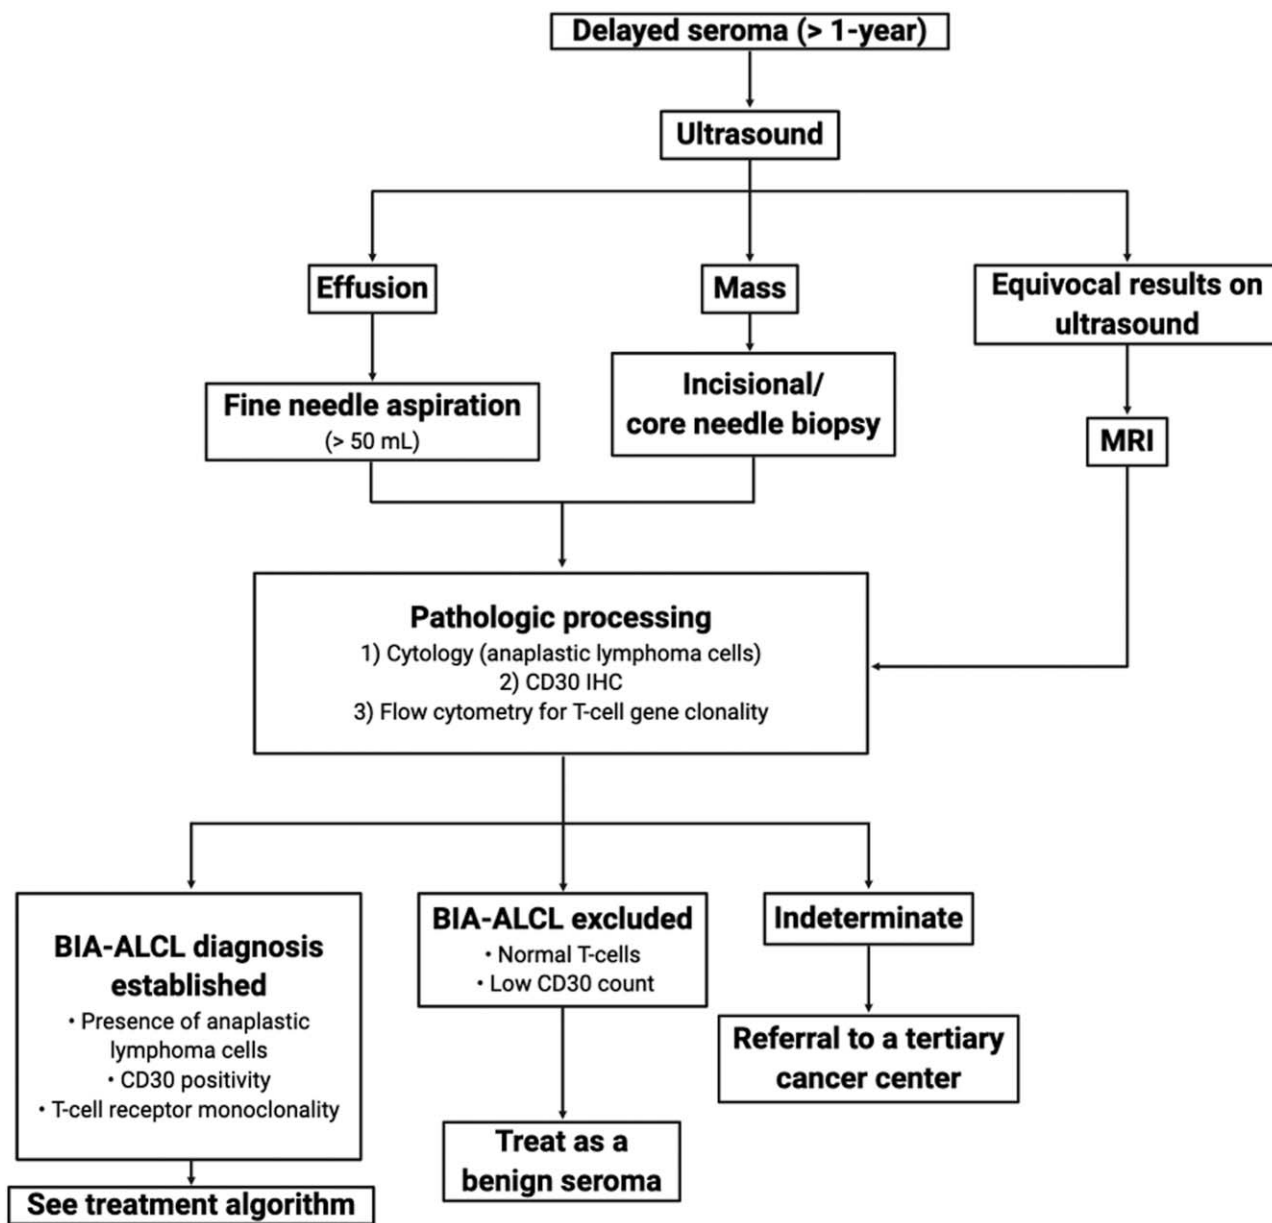 Delayed seroma (> 1-year)
Ultrasound
Effusion
Mass
Equivocal results on
ultrasound
Fine needle aspiration
(> 50 mL)
Incisional/
core needle biopsy
MRI
Pathologic processing
1) Cytology (anaplastic lymphoma cells)
2) CD30 IHC
3) Flow cytometry for T-cell gene clonality
BIA-ALCL diagnosis
established
• Presence of anaplastic
lymphoma cells
• CD30 positivity
• T-cell receptor monoclonality
See treatment algorithm
BIA-ALCL excluded
• Normal T-cells
• Low CD30 count
Treat as a
benign seroma
Indeterminate
Referral to a tertiary
cancer center